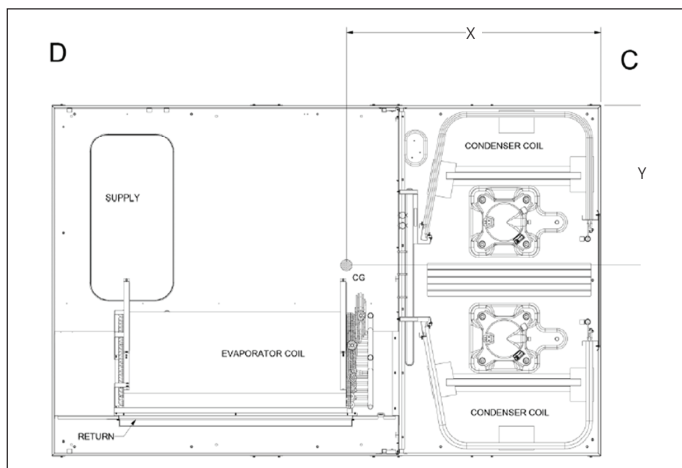 X
D
C
CONDENSER COIL
Y
SUPPLY
CG
EVAPORATOR COIL
CONDENSER COIL
RETURN